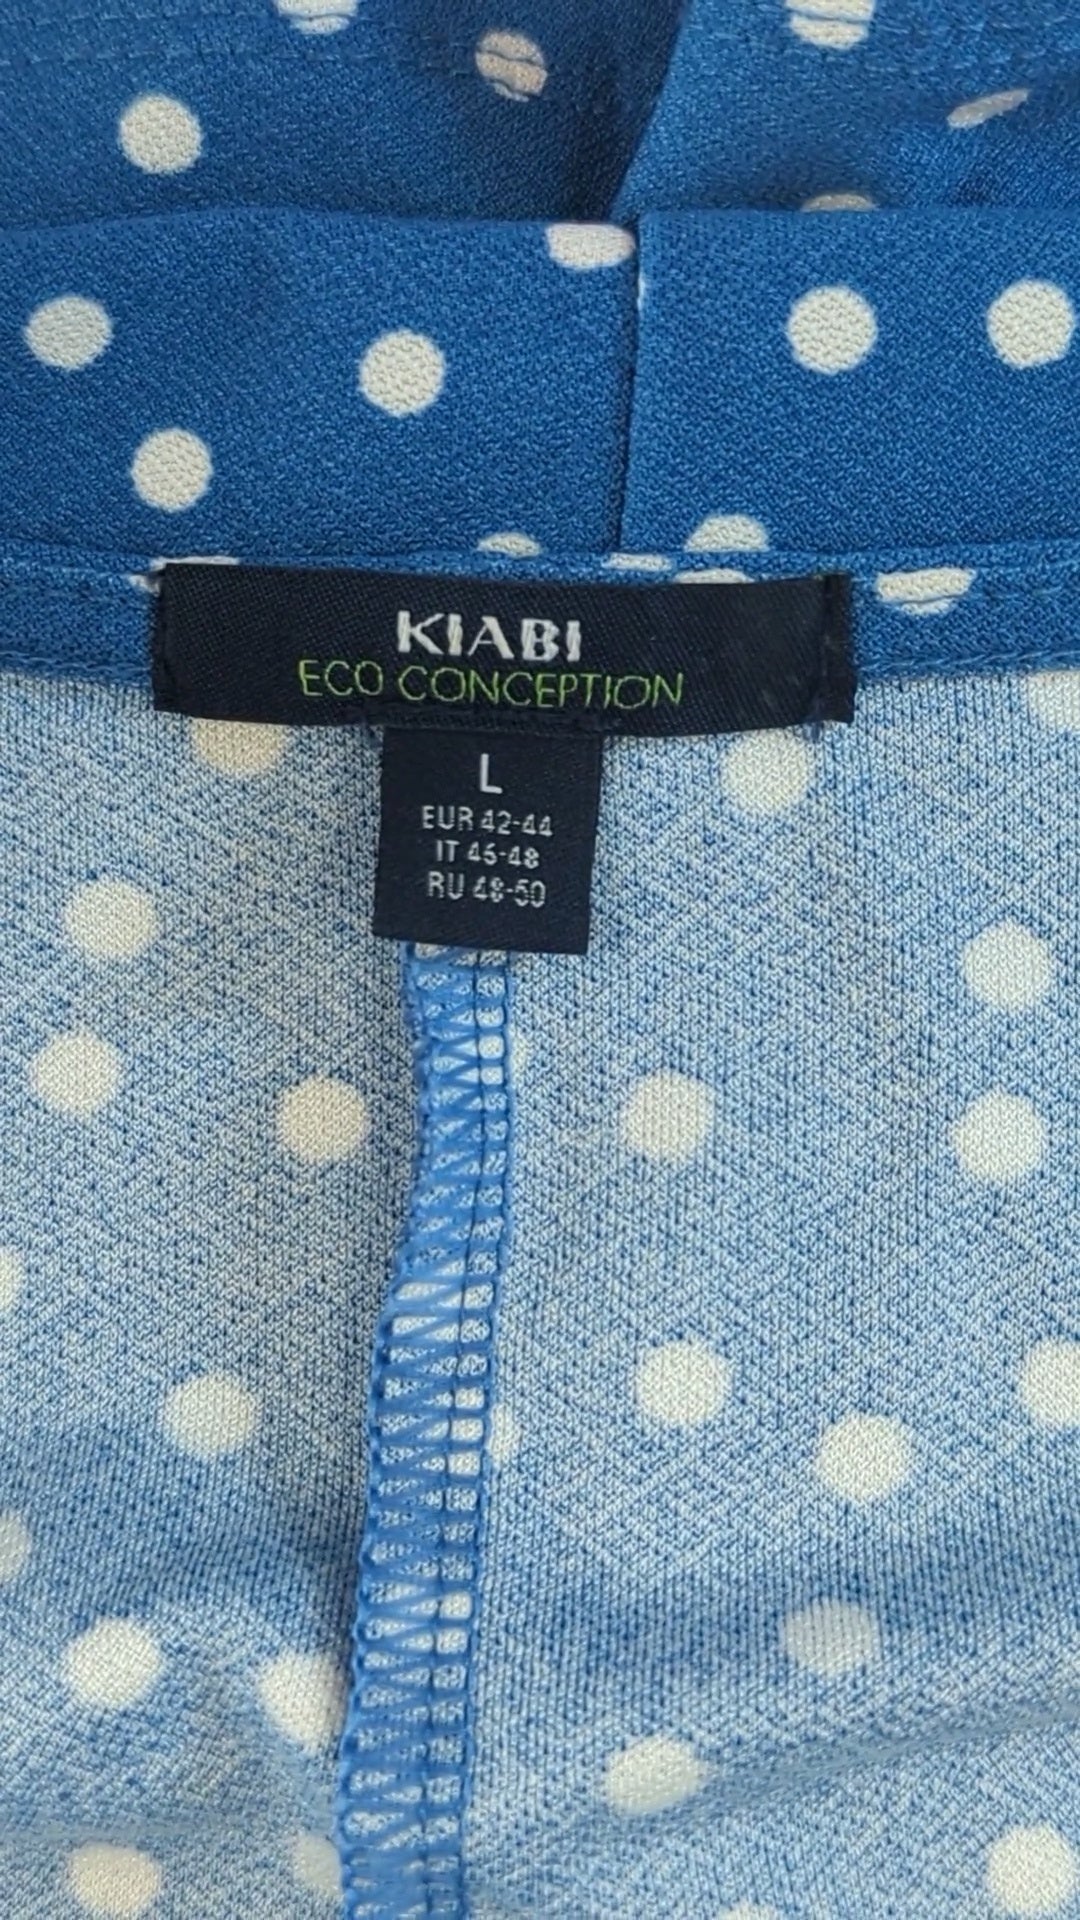 KIABI
ECO CONCEPTION
L
EUR 42-44
IT 46-48
RU 48-50